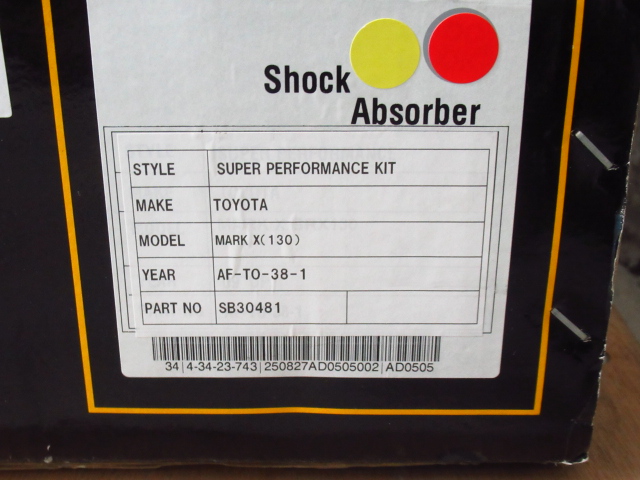 Shock
Absorber
STYLE SUPER PERFORMANCE KIT
MAKE TOYOTA
MODEL MARK X(130)
YEAR AF-TO-38-1
PART NO SB30481
34 4-34-23-743 250827AD0505002 AD0505